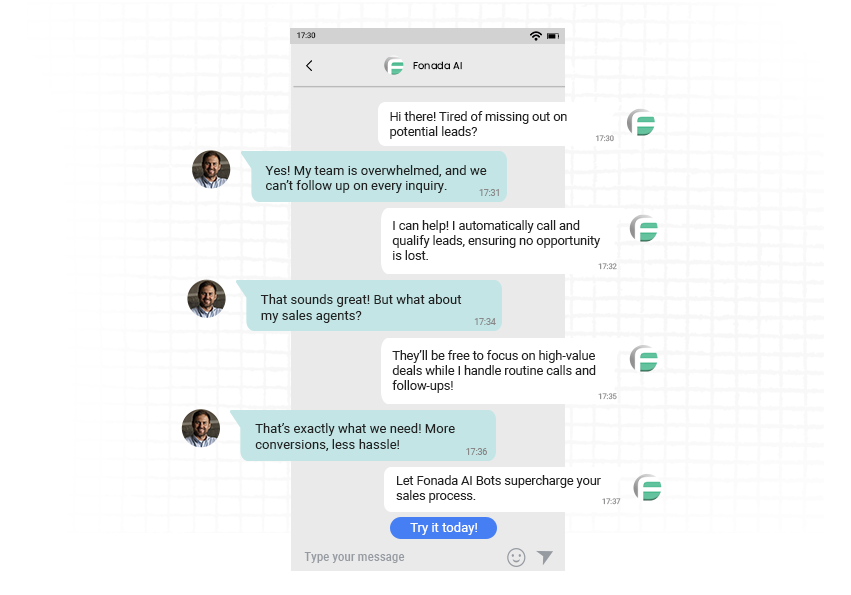 17:30
Fonada AI
Hi there! Tired of missing out on
potential leads?
17:30
Yes! My team is overwhelmed, and we
can't follow up on every inquiry.
17:31
I can help! I automatically call and
qualify leads, ensuring no opportunity
is lost.
17:32
That sounds great! But what about
my sales agents?
17:34
They'll be free to focus on high-value
deals while I handle routine calls and
follow-ups!
17:35
That's exactly what we need! More
conversions, less hassle!
17:36
Let Fonada AI Bots supercharge your
sales process.
17:37
Try it today!
Type your message